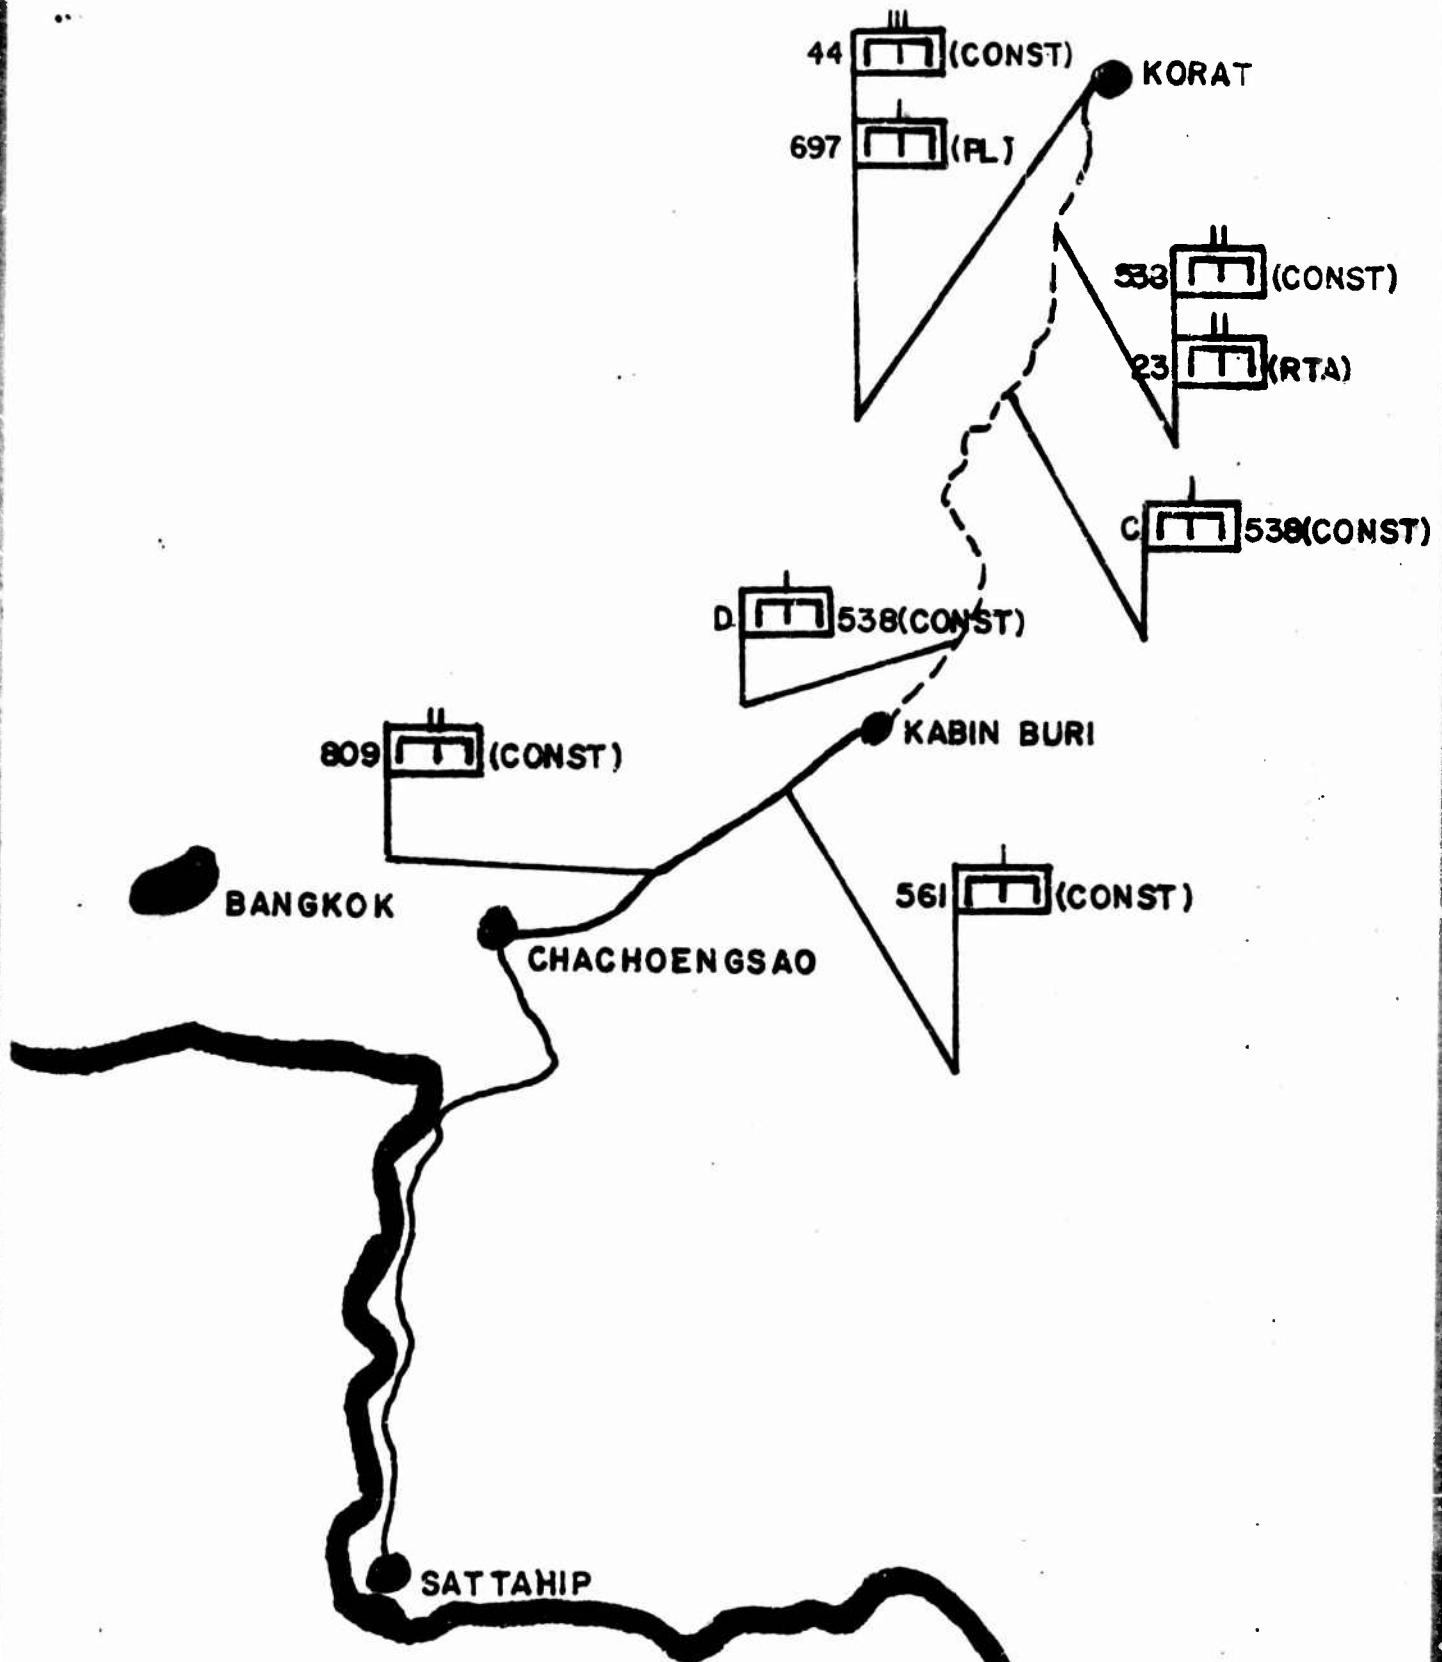 44 (CONST)
KORAT
697 (PL)
538 (CONST)
23 (RTA)
C 538(CONST)
D 538(CONST)
KABIN BURI
809 (CONST)
561 (CONST)
BANGKOK
CHACHOENGSAO
SATTAHIP